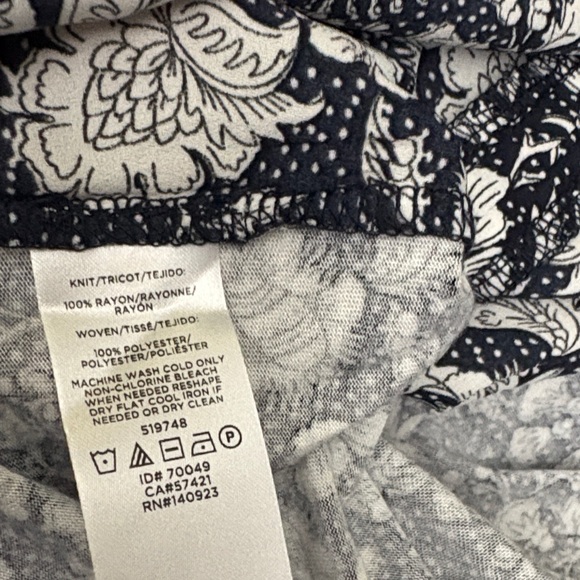 KNIT/TRICOT/TEJIDO:
100% RAYON/RAYONNE/
RAYÓN
WOVEN/TISSÉ/TEJIDO:
100% POLYESTER/
POLYESTER/POLIÉSTER
MACHINE WASH COLD ONLY
NON-CHLORINE BLEACH
WHEN NEEDED RESHAPE
DRY FLAT COOL IRON IF
NEEDED OR DRY CLEAN
519748
P
ID# 70049
CA#57421
RN#140923